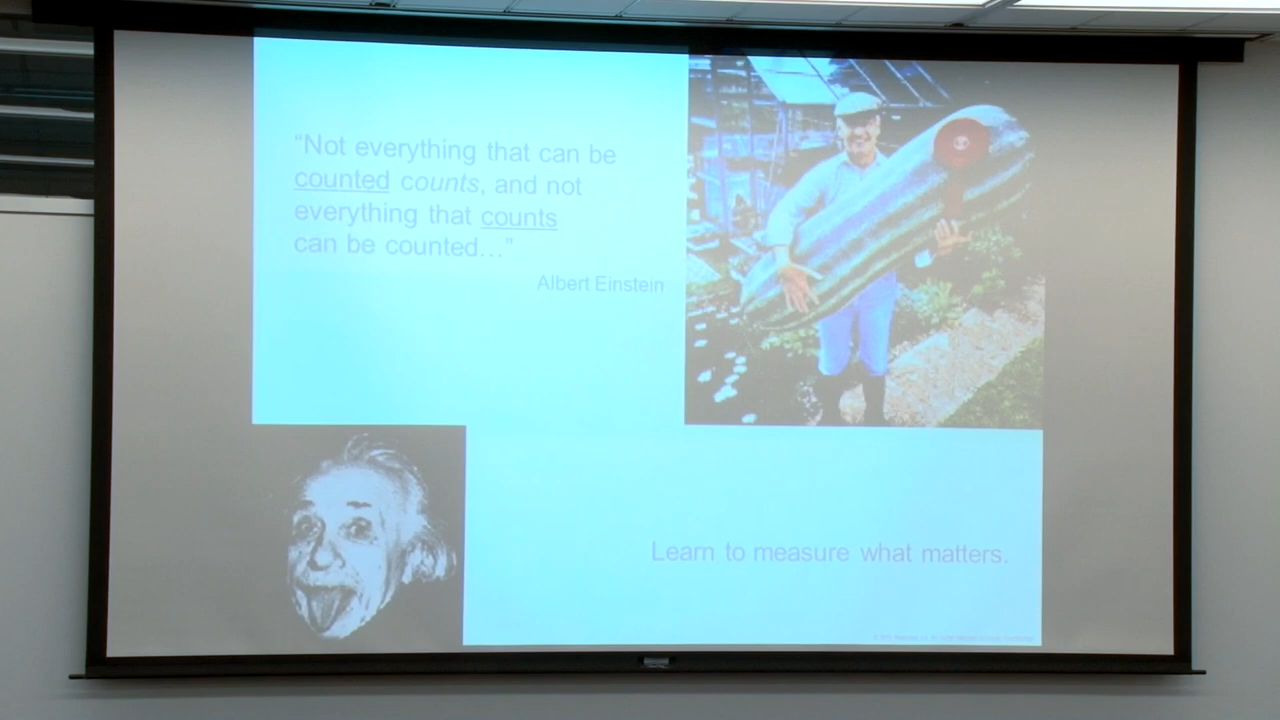 “Not everything that can be
counted counts, and not
everything that counts
can be counted…”
Albert Einstein
Learn to measure what matters.